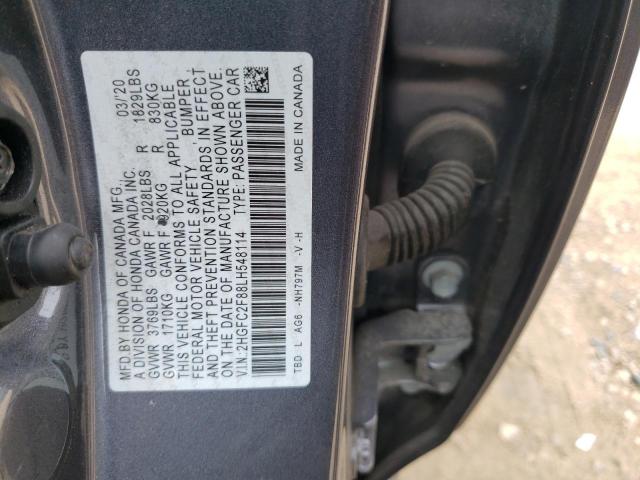 MFD. BY HONDA OF CANADA MFG. 03/20
A DIVISION OF HONDA CANADA INC.
GVWR 3769LBS GAWR F 2028LBS R 1829LBS
GVWR 1710KG GAWR F 920KG R 830KG
THIS VEHICLE CONFORMS TO ALL APPLICABLE
FEDERAL MOTOR VEHICLE SAFETY, BUMPER,
AND THEFT PREVENTION STANDARDS IN EFFECT
ON THE DATE OF MANUFACTURE SHOWN ABOVE.
V.I.N: 2HGFC2F88LH548114 TYPE: PASSENGER CAR
TBD L AG6 -NH797M -V -H MADE IN CANADA